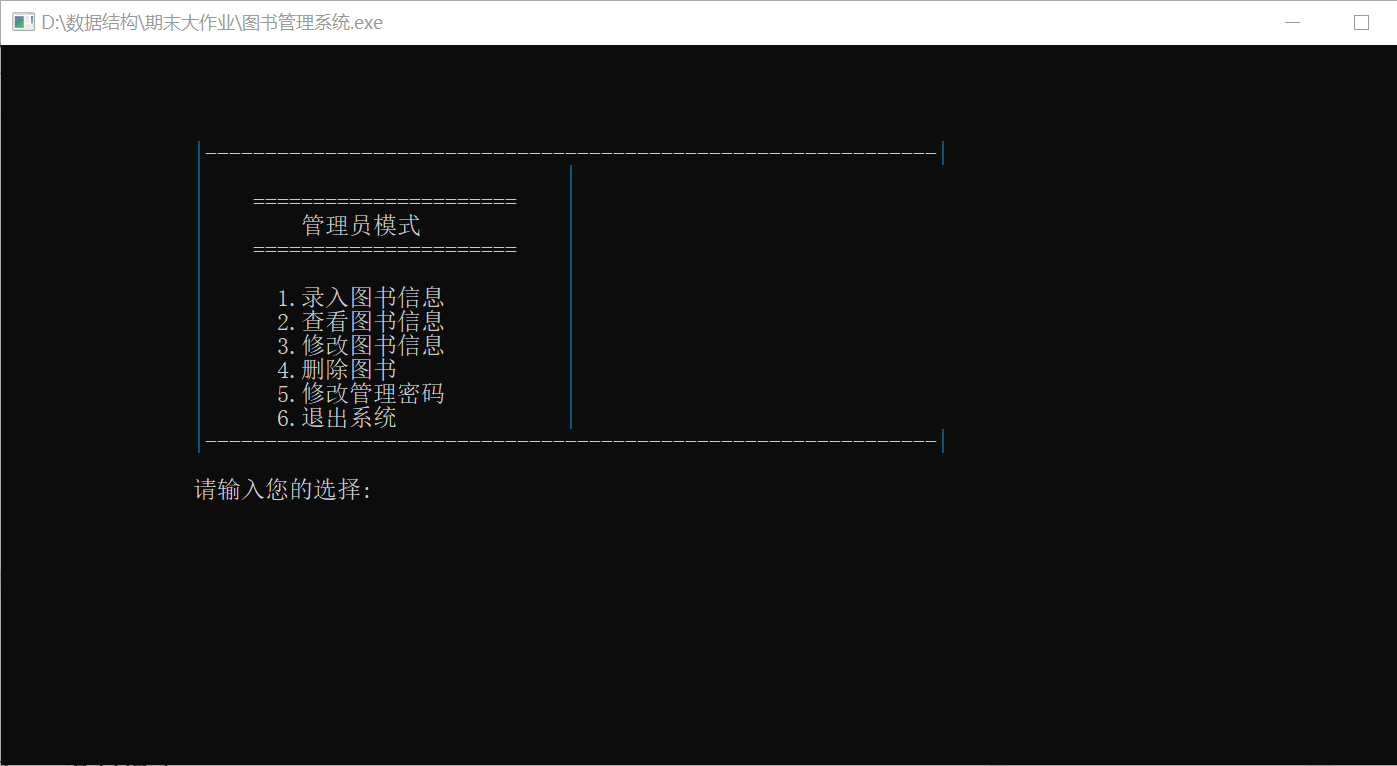 D:\数据结构\期末大作业\图书管理系统.exe
|-------------------------------------------------------------|
======================
管理员模式
======================
1.录入图书信息
2.查看图书信息
3.修改图书信息
4.删除图书
5.修改管理密码
6.退出系统
|-------------------------------------------------------------|
请输入您的选择: